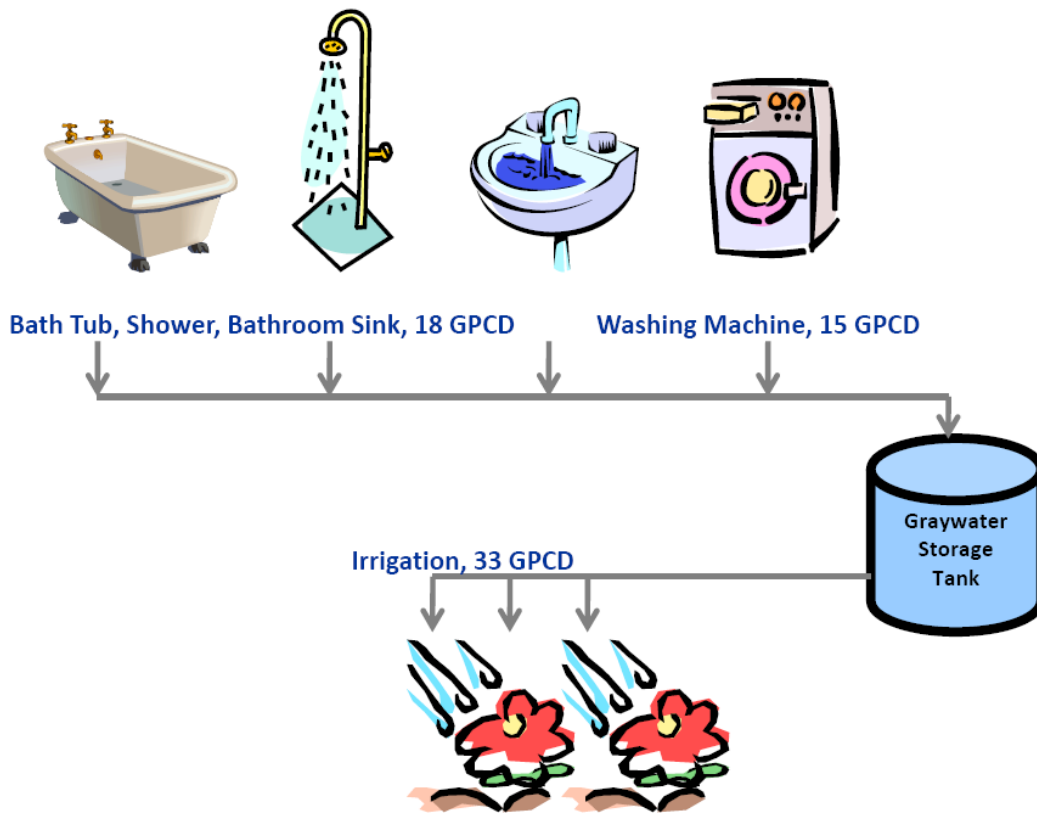 Bath Tub, Shower, Bathroom Sink, 18 GPCD
Washing Machine, 15 GPCD
Graywater
Storage
Tank
Irrigation, 33 GPCD